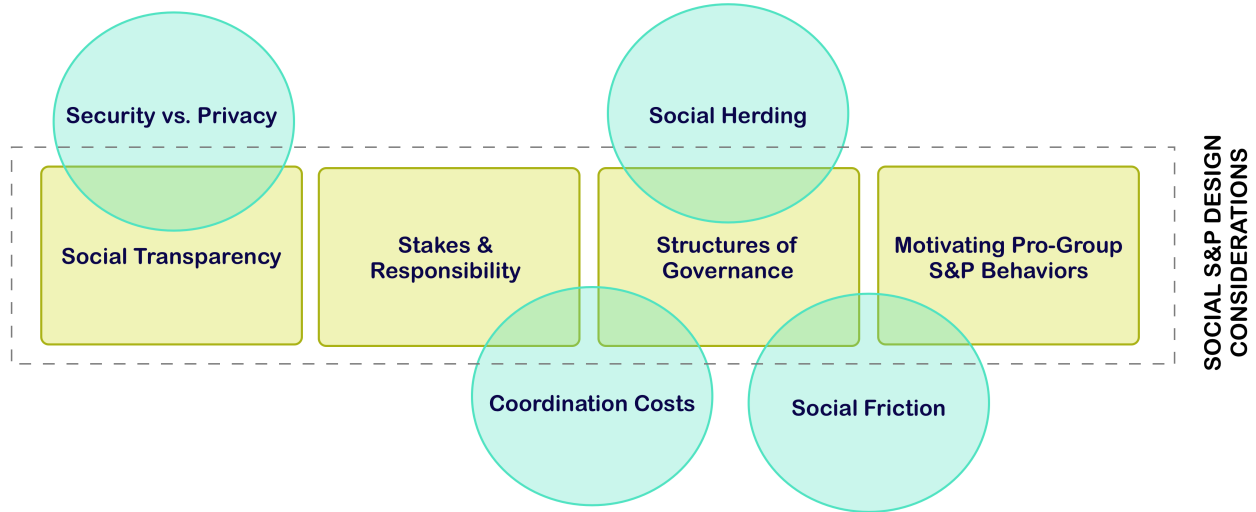 Security vs. Privacy
Social Herding
Social Transparency
Stakes &
Responsibility
Structures of
Governance
Motivating Pro-Group
S&P Behaviors
Coordination Costs
Social Friction
SOCIAL S&P DESIGN
CONSIDERATIONS